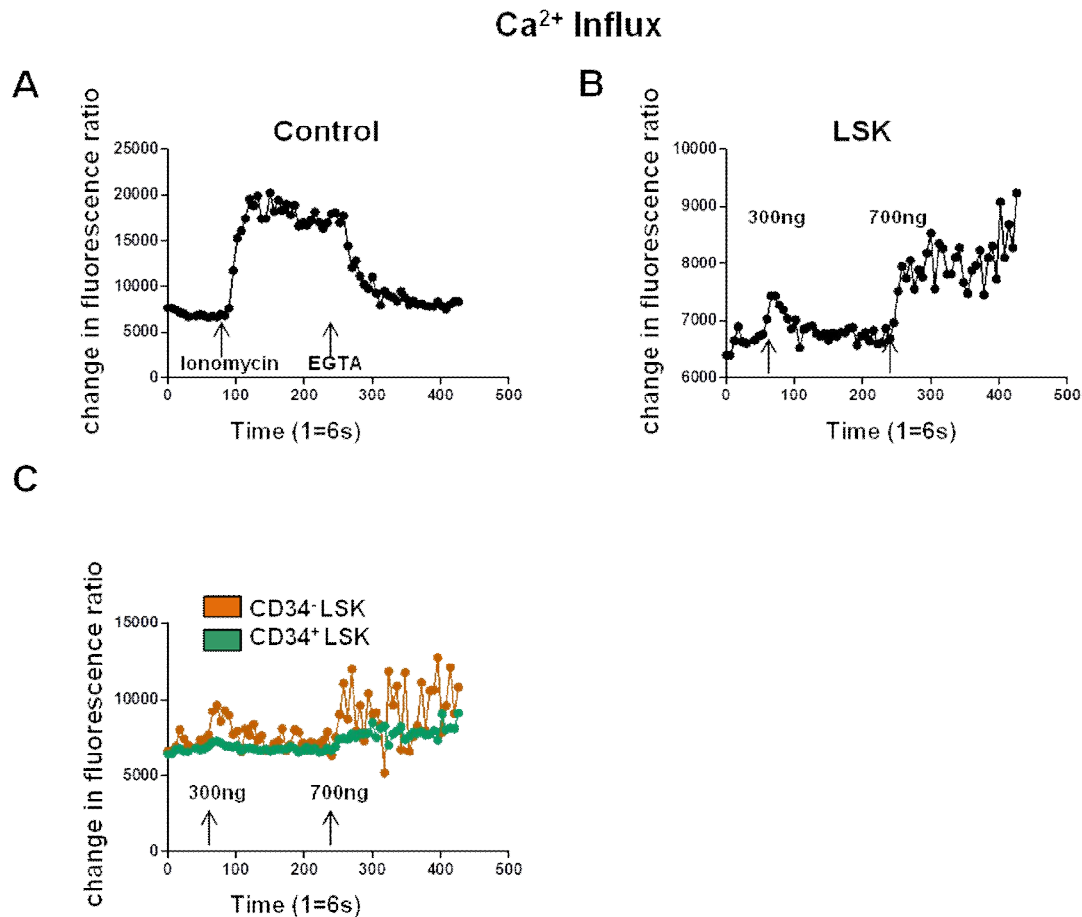 Ca²⁺ Influx
A
Control
change in fluorescence ratio
25000
20000
15000
10000
5000
0
Ionomycin
EGTA
0 100 200 300 400 500
Time (1=6s)
B
LSK
change in fluorescence ratio
10000
9000
8000
7000
6000
300ng
700ng
0 100 200 300 400 500
Time (1=6s)
C
CD34⁻LSK
CD34⁺LSK
change in fluorescence ratio
15000
10000
5000
0
300ng
700ng
0 100 200 300 400 500
Time (1=6s)